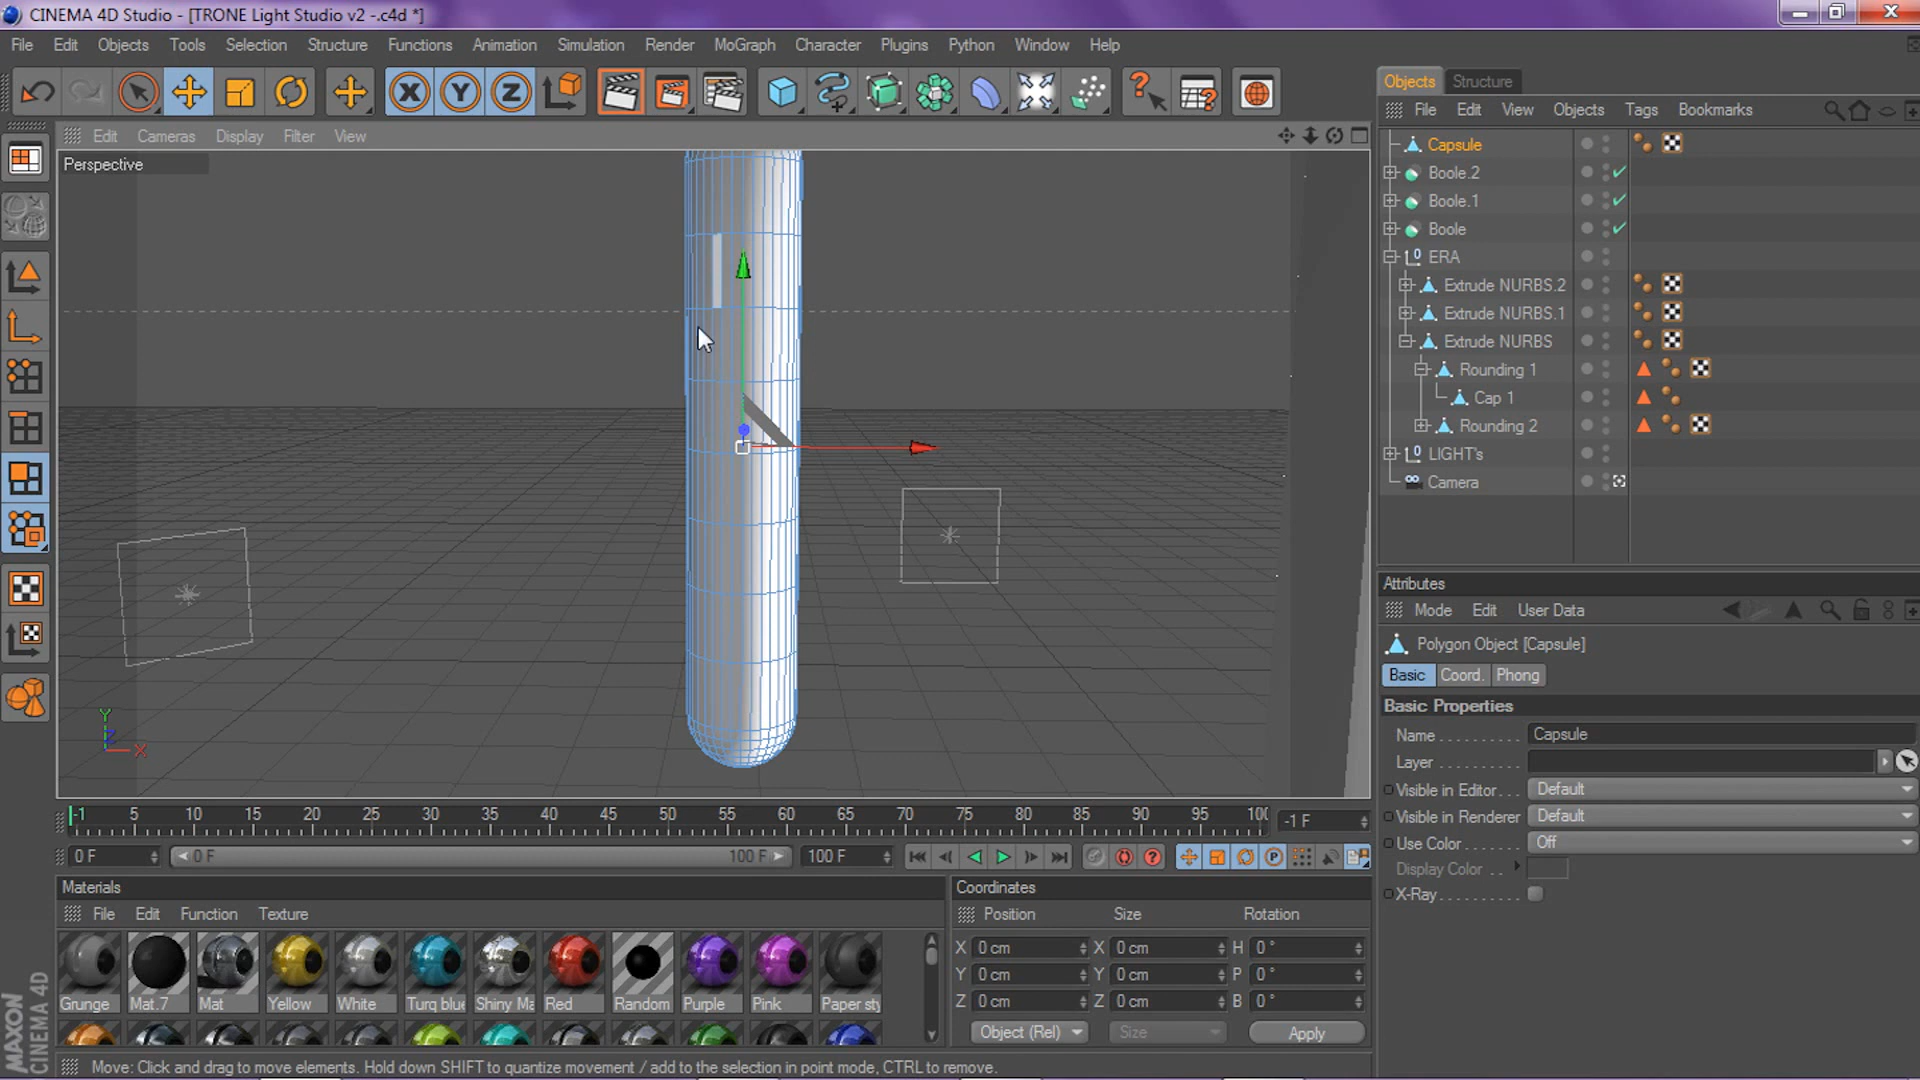 CINEMA 4D Studio - [TRONE Light Studio v2 -.c4d *]
File Edit Objects Tools Selection Structure Functions Animation Simulation Render MoGraph Character Plugins Python Window Help
Objects Structure
File Edit View Objects Tags Bookmarks
Edit Cameras Display Filter View
Perspective
Capsule
Boole.2
Boole.1
Boole
ERA
Extrude NURBS.2
Extrude NURBS.1
Extrude NURBS
Rounding 1
Cap 1
Rounding 2
LIGHT's
Camera
Y
X
Z
Attributes
Mode Edit User Data
Polygon Object [Capsule]
Basic Coord. Phong
Basic Properties
Name . . . . . . . . . . Capsule
Layer . . . . . . . . . .
Visible in Editor . . . Default
Visible in Renderer Default
Use Color . . . . . . . Off
Display Color . .
X-Ray . . . . . . . . . .
-1 5 10 15 20 25 30 35 40 45 50 55 60 65 70 75 80 85 90 95 100 -1 F
0 F 0 F 100 F 100 F
Materials
File Edit Function Texture
Grunge Mat.7 Mat Yellow White Turq blue Shiny Ma Red Random Purple Pink Paper sty
Coordinates
Position Size Rotation
X 0 cm X 0 cm H 0 °
Y 0 cm Y 0 cm P 0 °
Z 0 cm Z 0 cm B 0 °
Object (Rel) Size Apply
MAXON
CINEMA 4D
Move: Click and drag to move elements. Hold down SHIFT to quantize movement / add to the selection in point mode, CTRL to remove.